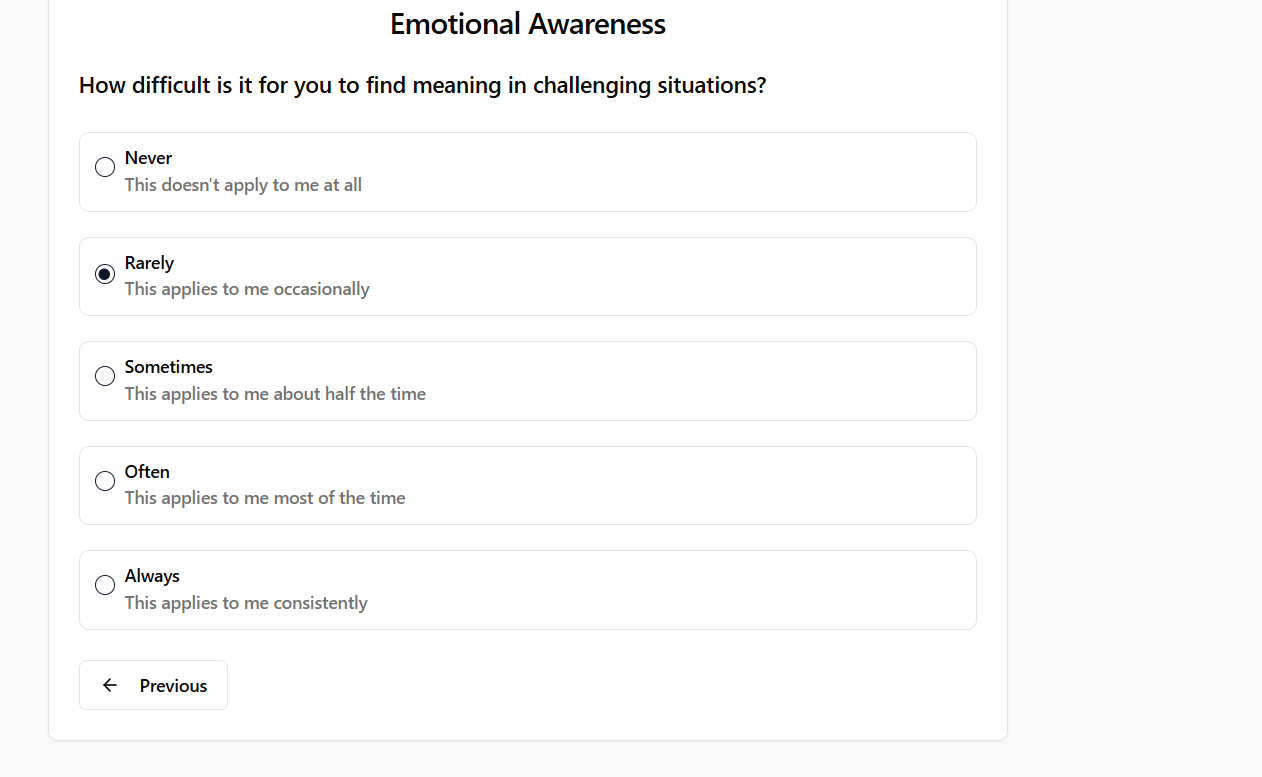 Emotional Awareness
How difficult is it for you to find meaning in challenging situations?
Never
This doesn't apply to me at all
Rarely
This applies to me occasionally
Sometimes
This applies to me about half the time
Often
This applies to me most of the time
Always
This applies to me consistently
Previous